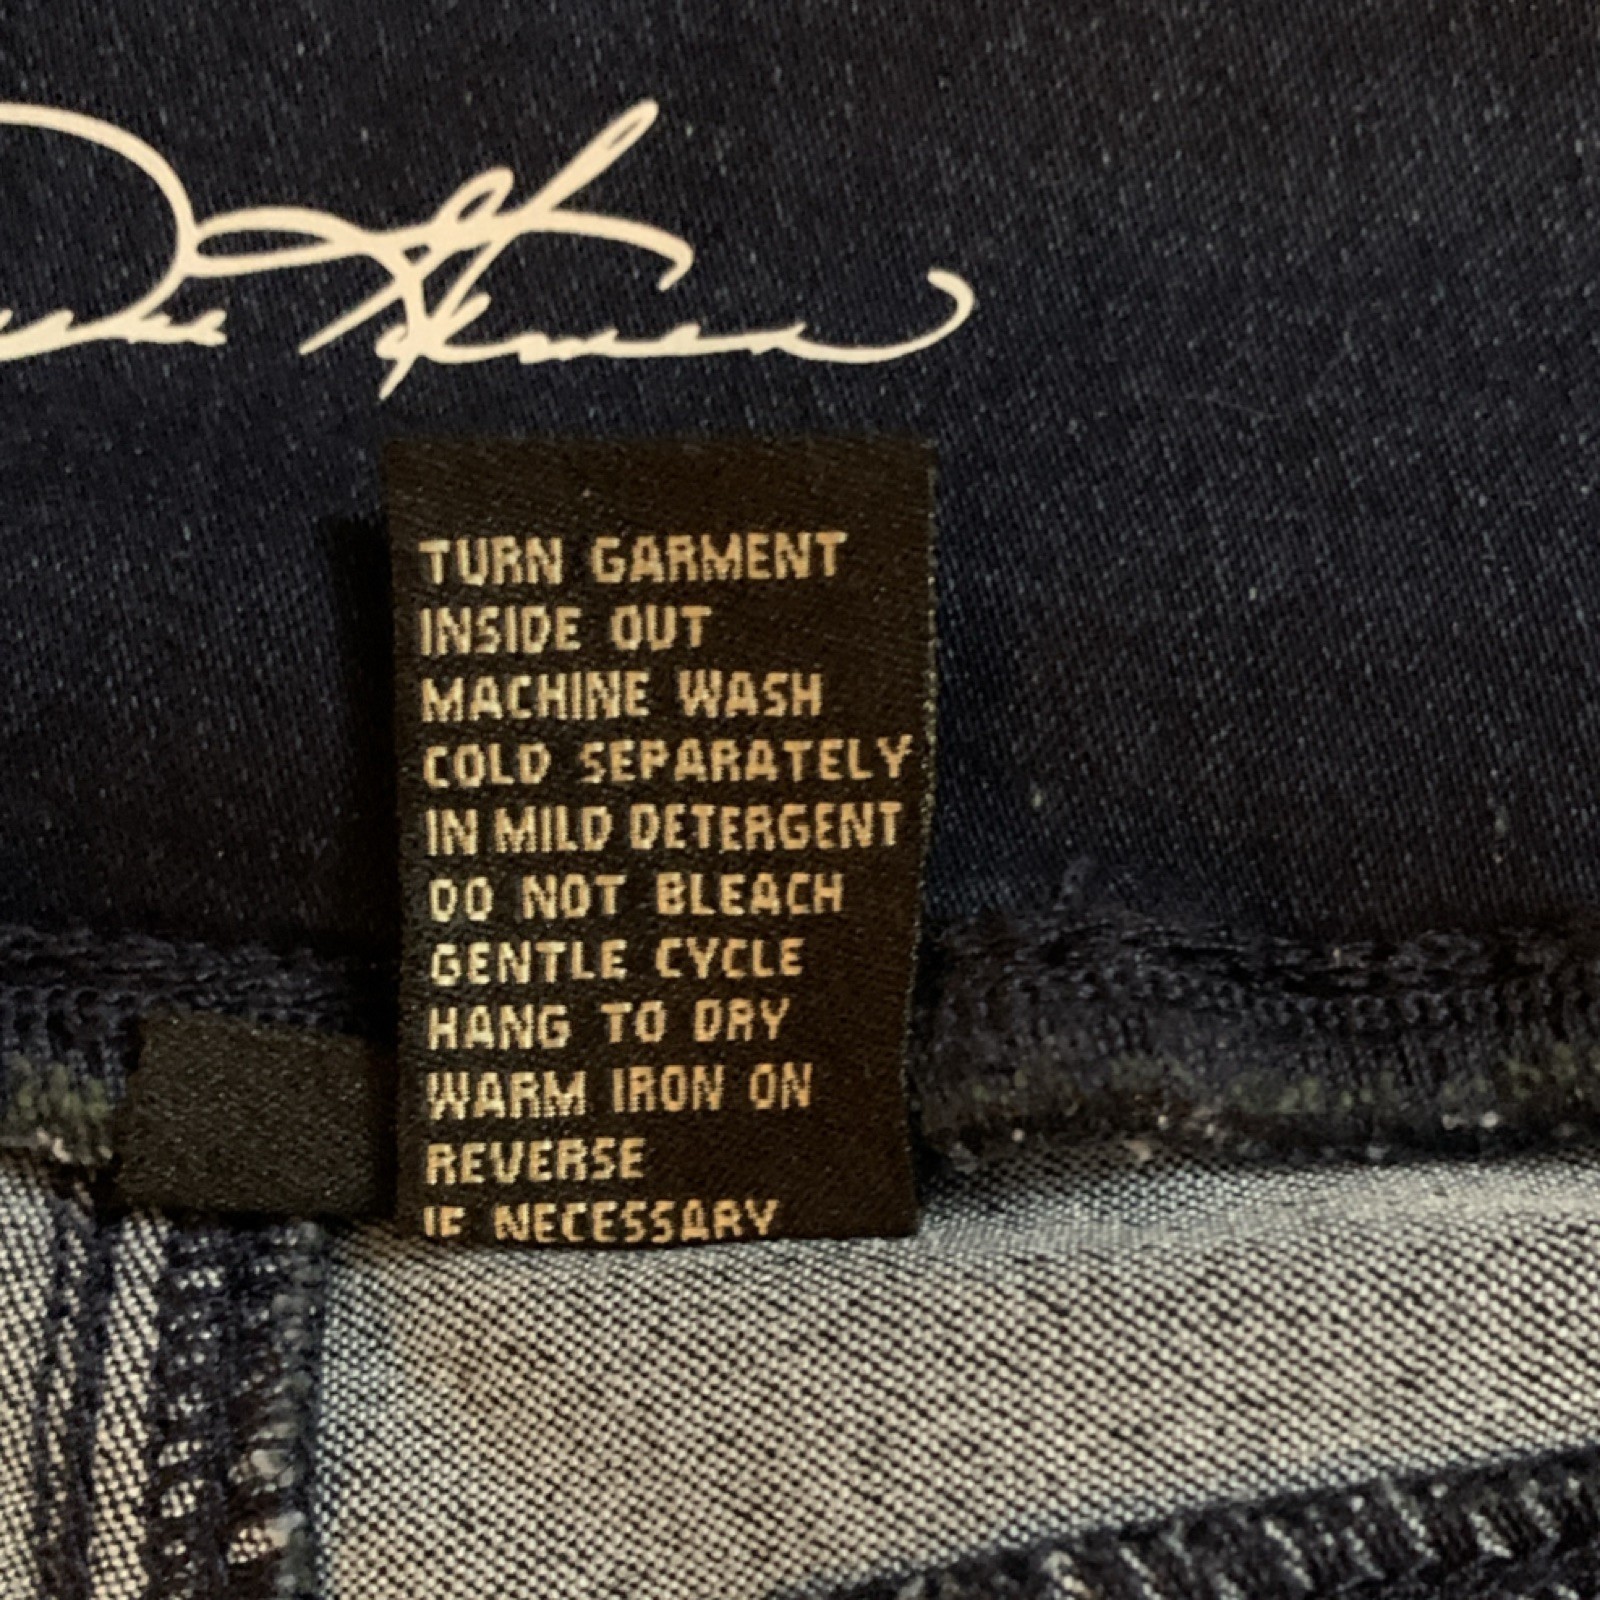 TURN GARMENT
INSIDE OUT
MACHINE WASH
COLD SEPARATELY
IN MILD DETERGENT
DO NOT BLEACH
GENTLE CYCLE
HANG TO DRY
WARM IRON ON
REVERSE
IF NECESSARY